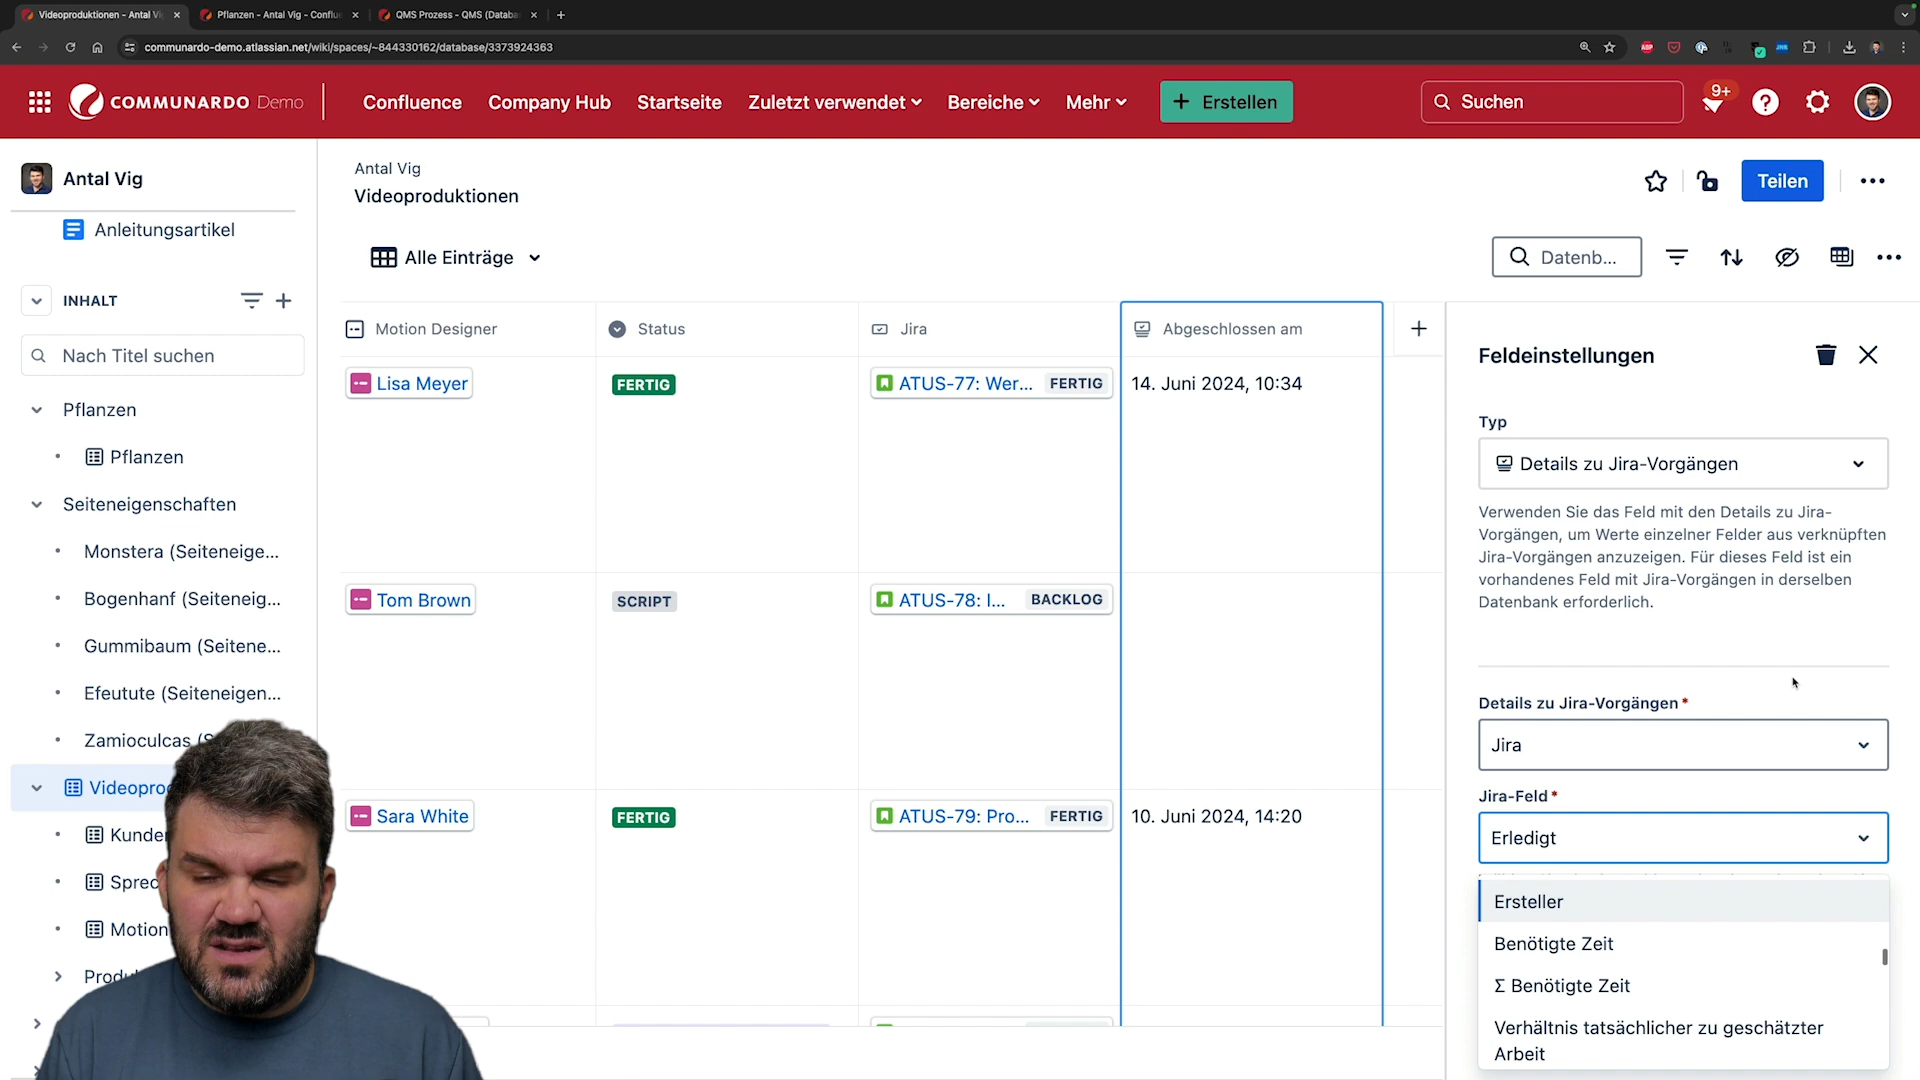 Videoproduktionen - Antal Vi
Pflanzen - Antal Vig - Conflue
QMS Prozess - QMS (Databa
communardo-demo.atlassian.net/wiki/spaces/~844330162/database/3373924363
COMMUNARDO Demo
Confluence
Company Hub
Startseite
Zuletzt verwendet
Bereiche
Mehr
+ Erstellen
Suchen
9+
Antal Vig
Anleitungsartikel
INHALT
Nach Titel suchen
Pflanzen
Pflanzen
Seiteneigenschaften
Monstera (Seiteneige...
Bogenhanf (Seiteneig...
Gummibaum (Seitene...
Efeutute (Seiteneigen...
Zamioculcas (S
Videoproc
Kunden
Sprec
Motion
Produ
Antal Vig
Videoproduktionen
Teilen
Alle Einträge
Datenb...
Motion Designer
Status
Jira
Abgeschlossen am
Lisa Meyer
FERTIG
ATUS-77: Wer... FERTIG
14. Juni 2024, 10:34
Tom Brown
SCRIPT
ATUS-78: I... BACKLOG
Sara White
FERTIG
ATUS-79: Pro... FERTIG
10. Juni 2024, 14:20
Feldeinstellungen
Typ
Details zu Jira-Vorgängen
Verwenden Sie das Feld mit den Details zu Jira-
Vorgängen, um Werte einzelner Felder aus verknüpften
Jira-Vorgängen anzuzeigen. Für dieses Feld ist ein
vorhandenes Feld mit Jira-Vorgängen in derselben
Datenbank erforderlich.
Details zu Jira-Vorgängen *
Jira
Jira-Feld *
Erledigt
Ersteller
Benötigte Zeit
Σ Benötigte Zeit
Verhältnis tatsächlicher zu geschätzter
Arbeit